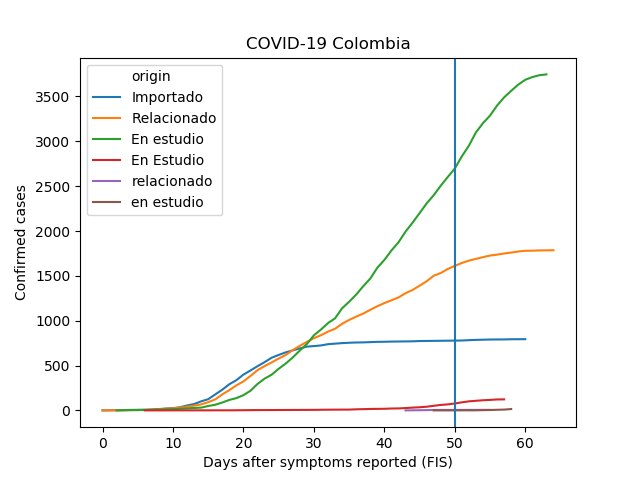 COVID-19 Colombia
origin
Importado
Relacionado
En estudio
En Estudio
relacionado
en estudio
3500
3000
2500
2000
1500
1000
500
0
Confirmed cases
0 10 20 30 40 50 60
Days after symptoms reported (FIS)